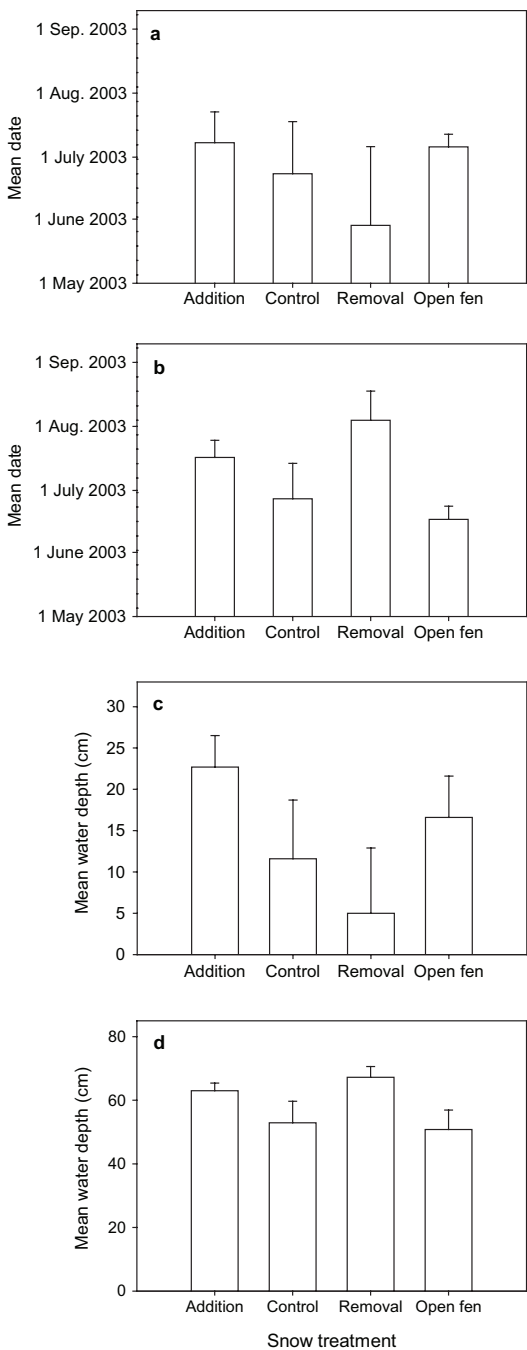 a
Mean date
1 Sep. 2003
1 Aug. 2003
1 July 2003
1 June 2003
1 May 2003
Addition Control Removal Open fen
b
Mean date
1 Sep. 2003
1 Aug. 2003
1 July 2003
1 June 2003
1 May 2003
Addition Control Removal Open fen
c
Mean water depth (cm)
30
25
20
15
10
5
0
Addition Control Removal Open fen
d
Mean water depth (cm)
80
60
40
20
0
Addition Control Removal Open fen
Snow treatment